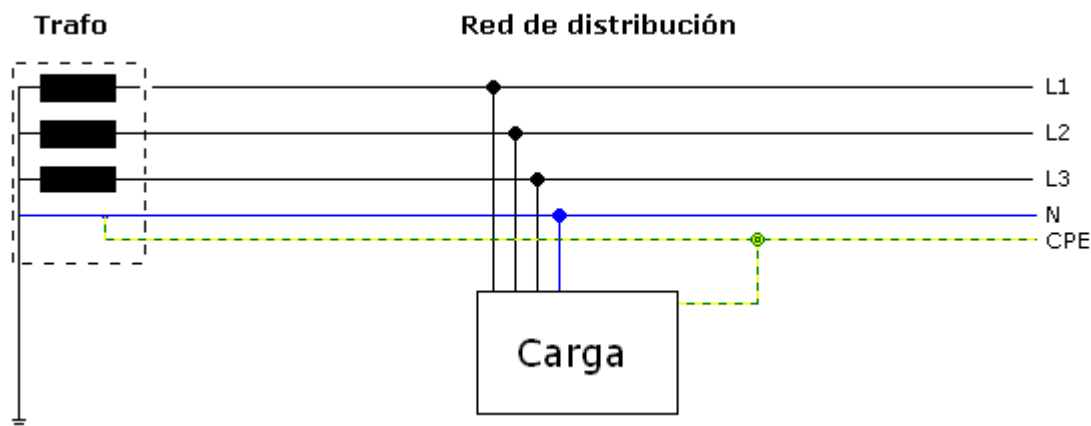 Trafo
Red de distribución
L1
L2
L3
N
CPE
Carga